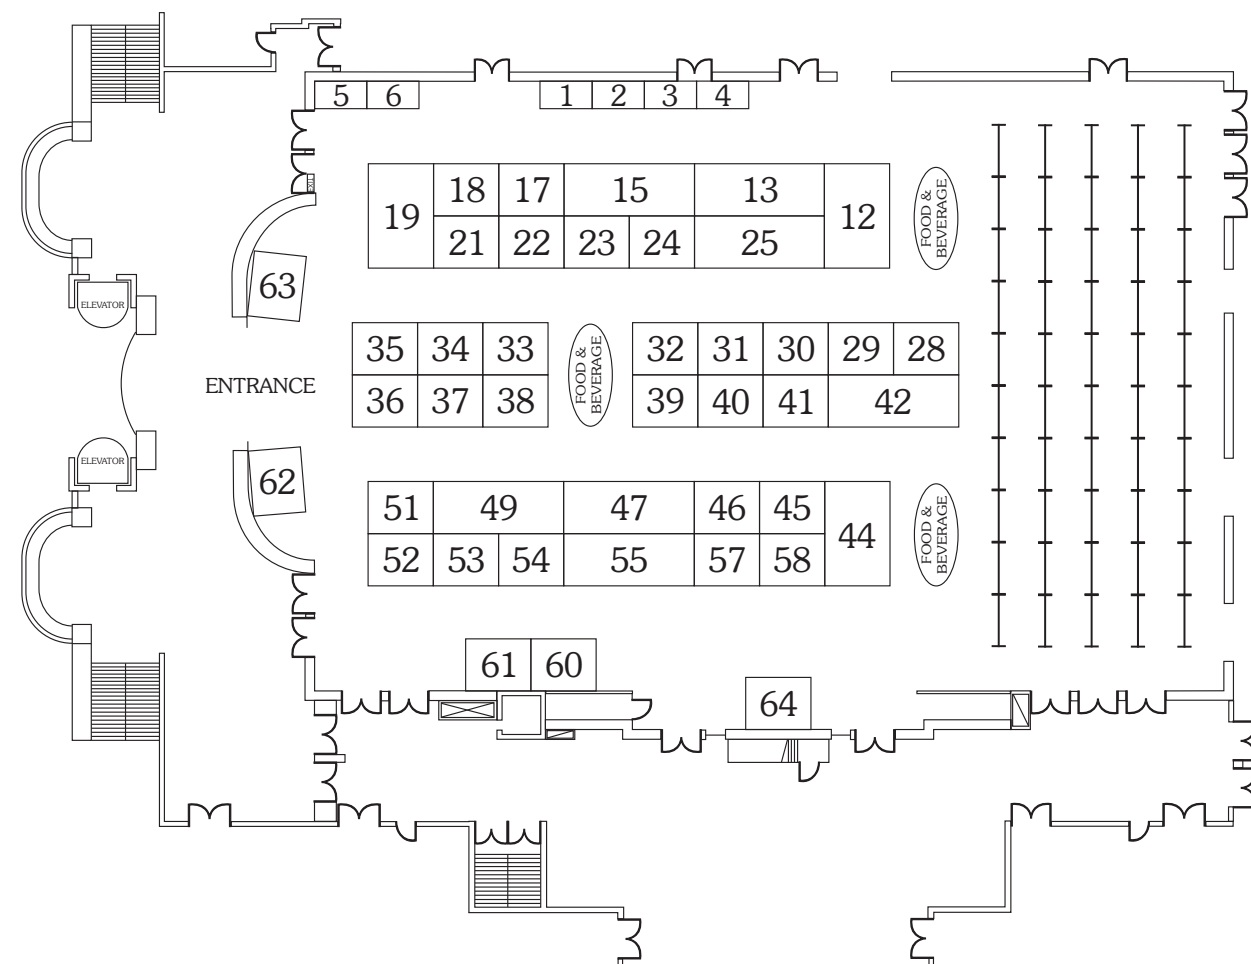 5 6 1 2 3 4
EXIT
18 17 15 13
19 12
21 22 23 24 25
FOOD &
BEVERAGE
63
ELEVATOR
35 34 33
FOOD &
BEVERAGE
32 31 30 29 28
ENTRANCE
36 37 38
39 40 41 42
ELEVATOR
62
51 49 47 46 45
44
52 53 54 55 57 58
FOOD &
BEVERAGE
61 60
64